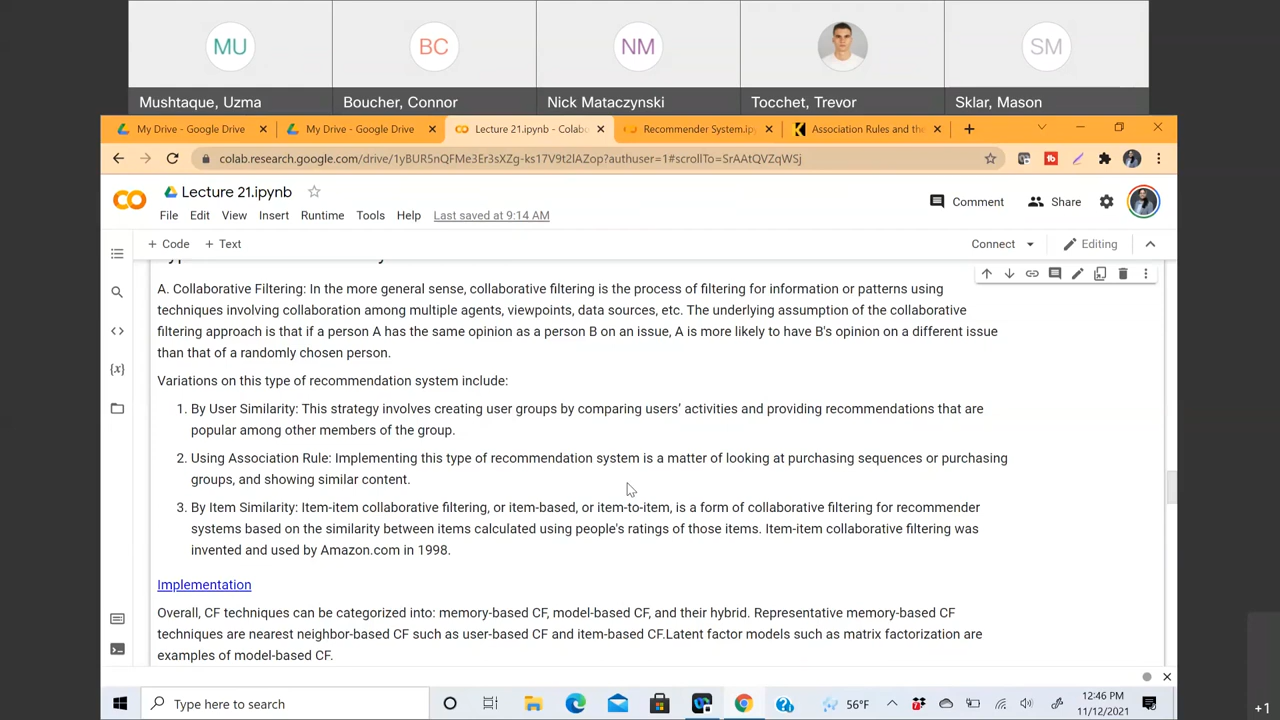 MU
BC
NM
SM
Mushtaque, Uzma
Boucher, Connor
Nick Mataczynski
Tocchet, Trevor
Sklar, Mason
My Drive - Google Drive
My Drive - Google Drive
Lecture 21.ipynb - Colabo
Recommender System.ip
Association Rules and the
colab.research.google.com/drive/1yBUR5nQFMe3Er3sXZg-ks17V9t2lAZop?authuser=1#scrollTo=SrAAtQVZqWSj
Lecture 21.ipynb
Comment
Share
File Edit View Insert Runtime Tools Help Last saved at 9:14 AM
+ Code + Text
Connect
Editing
A. Collaborative Filtering: In the more general sense, collaborative filtering is the process of filtering for information or patterns using
techniques involving collaboration among multiple agents, viewpoints, data sources, etc. The underlying assumption of the collaborative
filtering approach is that if a person A has the same opinion as a person B on an issue, A is more likely to have B's opinion on a different issue
than that of a randomly chosen person.
Variations on this type of recommendation system include:
1. By User Similarity: This strategy involves creating user groups by comparing users' activities and providing recommendations that are
popular among other members of the group.
2. Using Association Rule: Implementing this type of recommendation system is a matter of looking at purchasing sequences or purchasing
groups, and showing similar content.
3. By Item Similarity: Item-item collaborative filtering, or item-based, or item-to-item, is a form of collaborative filtering for recommender
systems based on the similarity between items calculated using people's ratings of those items. Item-item collaborative filtering was
invented and used by Amazon.com in 1998.
Implementation
Overall, CF techniques can be categorized into: memory-based CF, model-based CF, and their hybrid. Representative memory-based CF
techniques are nearest neighbor-based CF such as user-based CF and item-based CF.Latent factor models such as matrix factorization are
examples of model-based CF.
Type here to search
56°F
12:46 PM
11/12/2021
+1